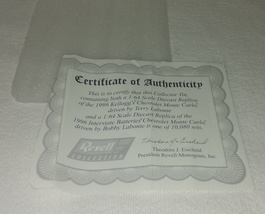 Certificate of Authenticity
This is to certify that this Collector Tin
containing both a 1:64 Scale Diecast Replica
of the 1996 Kellogg's Chevrolet Monte Carlo
driven by Terry Labonte
and a 1:64 Scale Diecast Replica of the
1996 Interstate Batteries Chevrolet Monte Carlo
driven by Bobby Labonte is one of 10,080 sets.
Revell
COLLECTION
Theodore J. Eischeid
President Revell-Monogram, Inc.